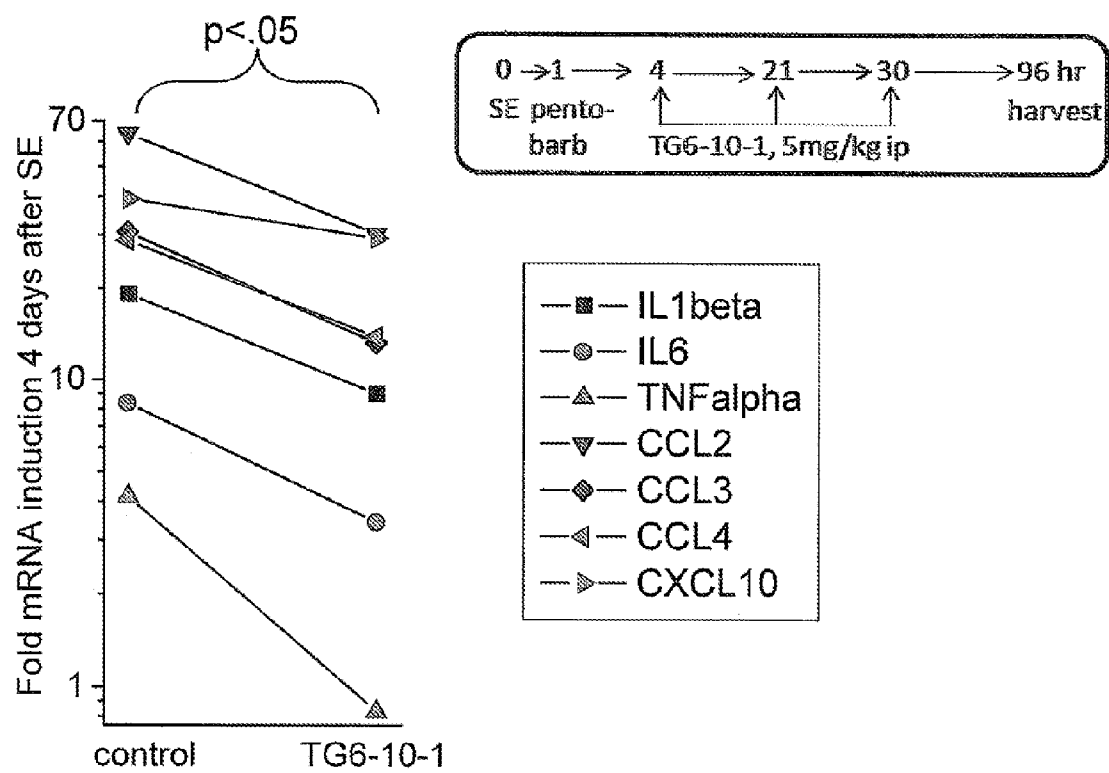 p<.05
Fold mRNA induction 4 days after SE
70
10
1
control TG6-10-1
0 1 4 21 30 96 hr
SE pento- harvest
barb TG6-10-1, 5mg/kg ip
IL1beta
IL6
TNFalpha
CCL2
CCL3
CCL4
CXCL10